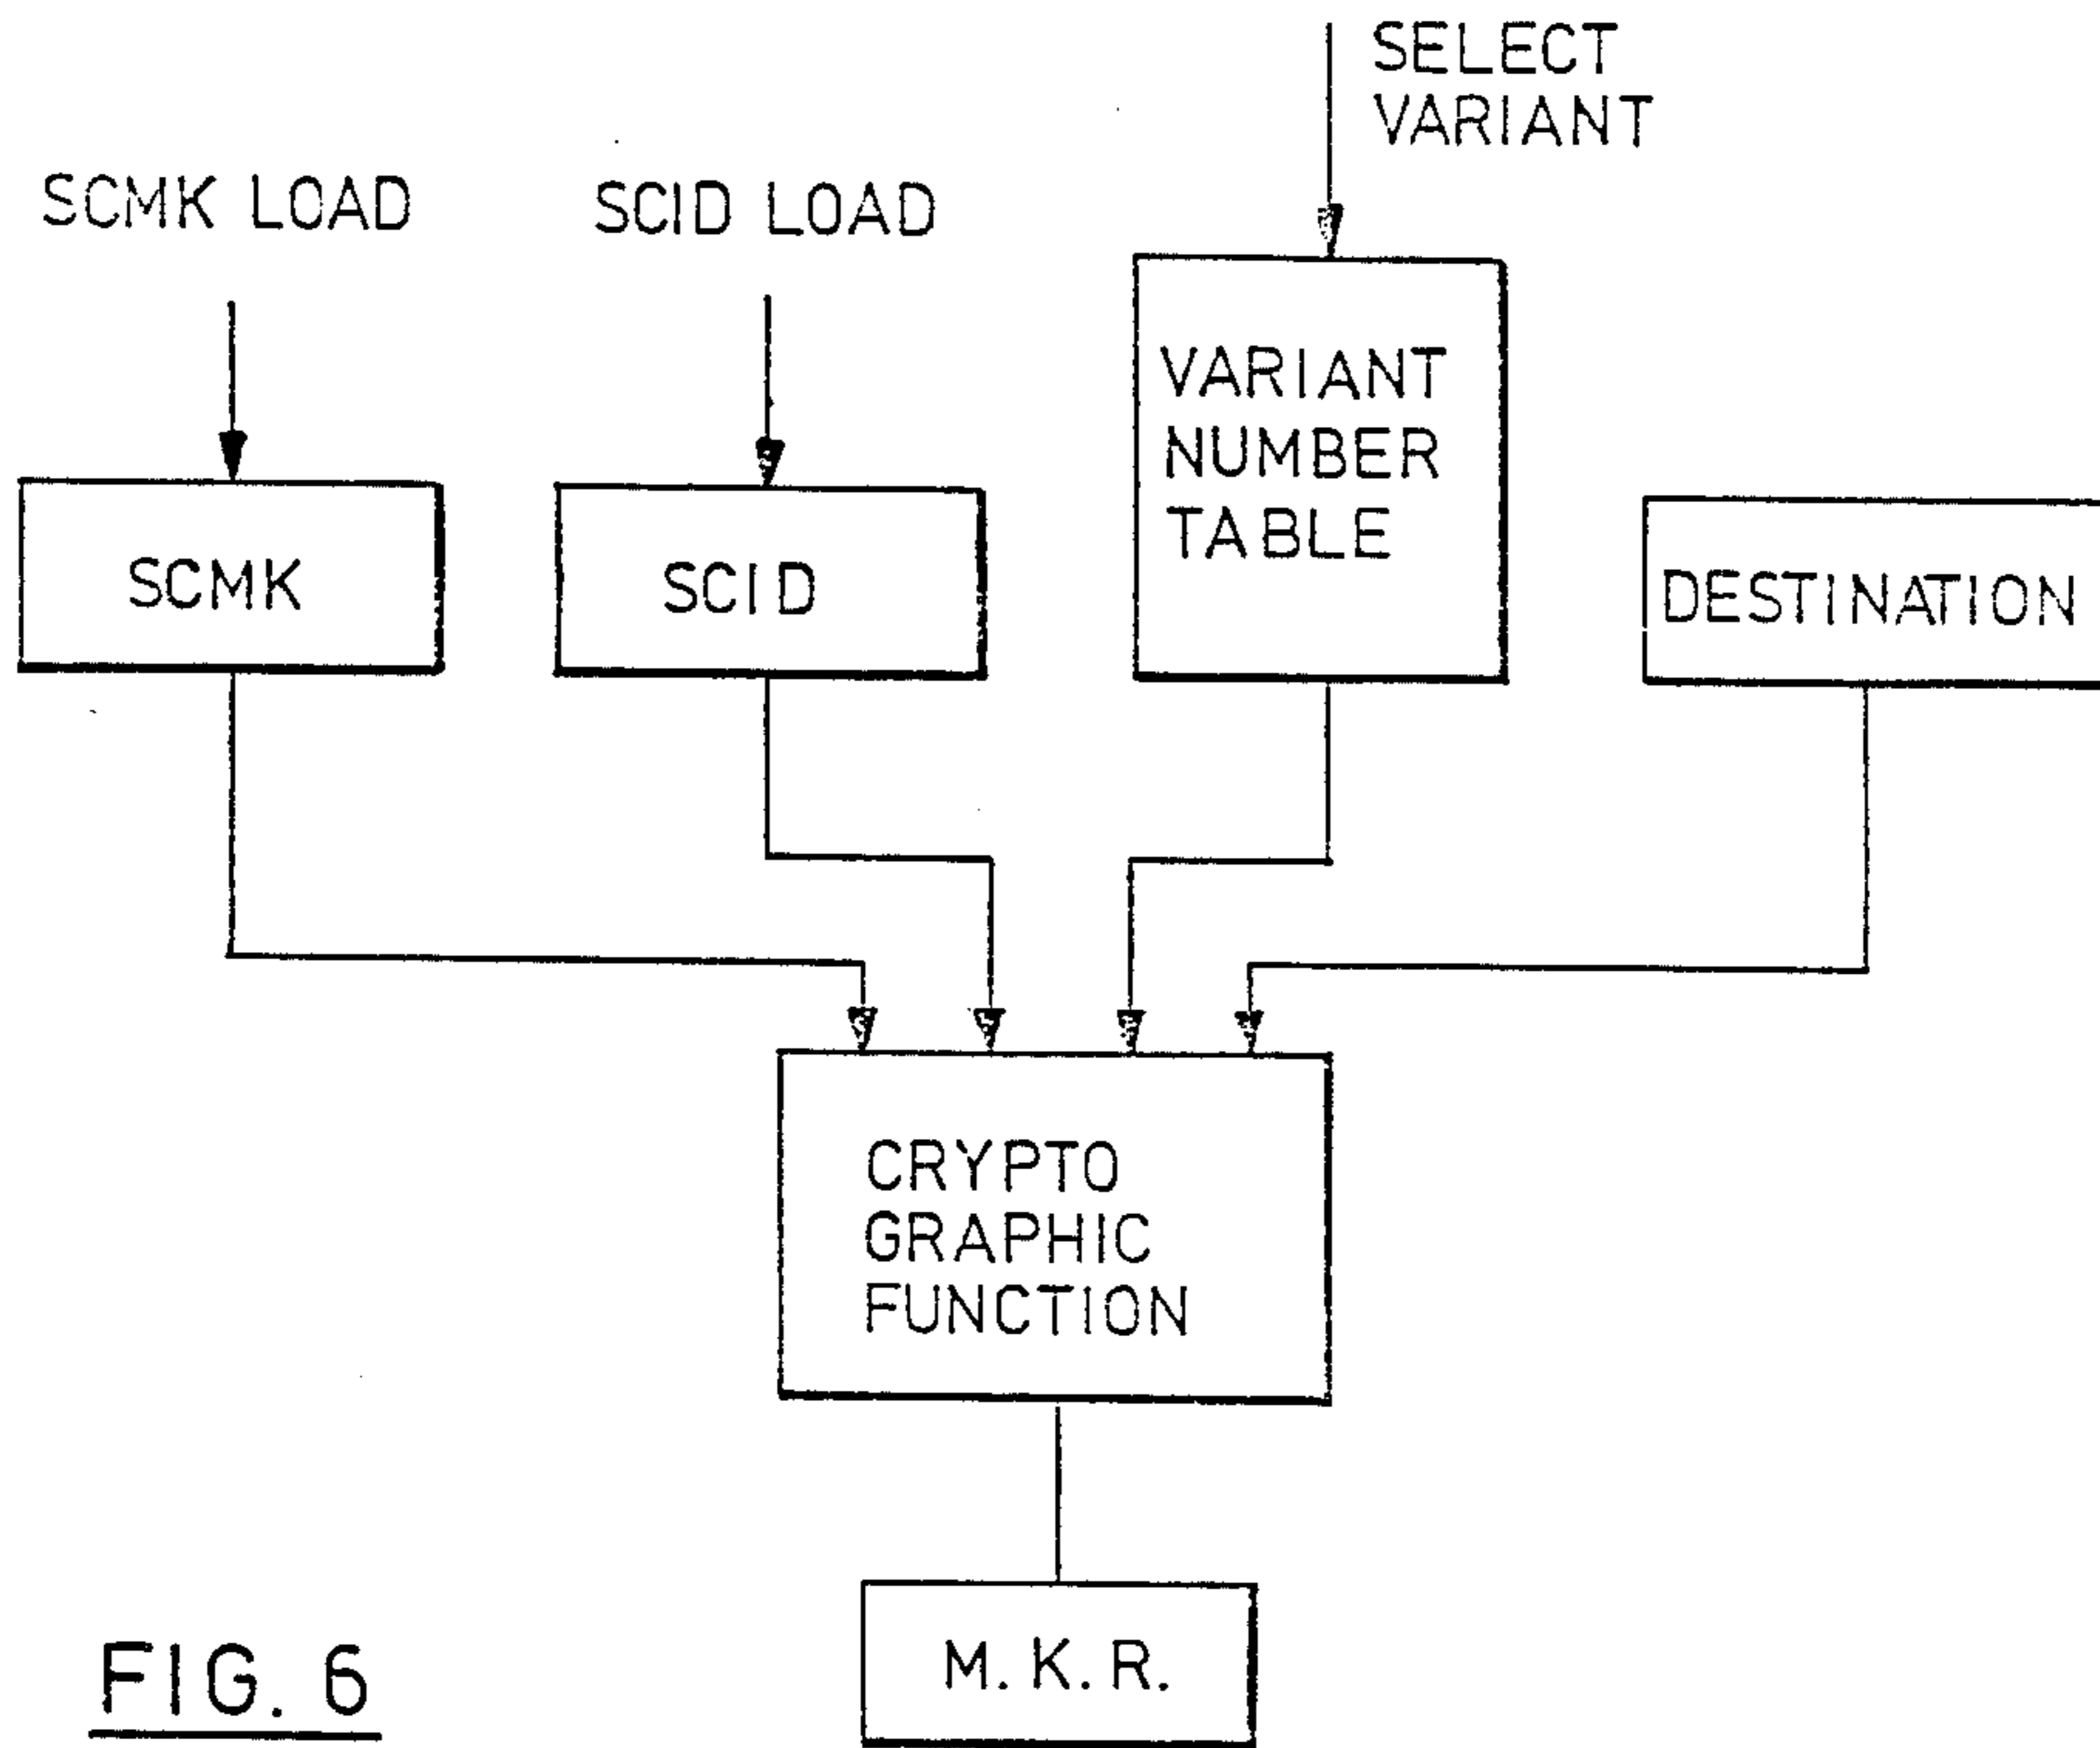 SELECT
VARIANT
SCMK LOAD
SCID LOAD
VARIANT
NUMBER
TABLE
SCMK
SCID
DESTINATION
CRYPTO
GRAPHIC
FUNCTION
M. K. R.
FIG. 6